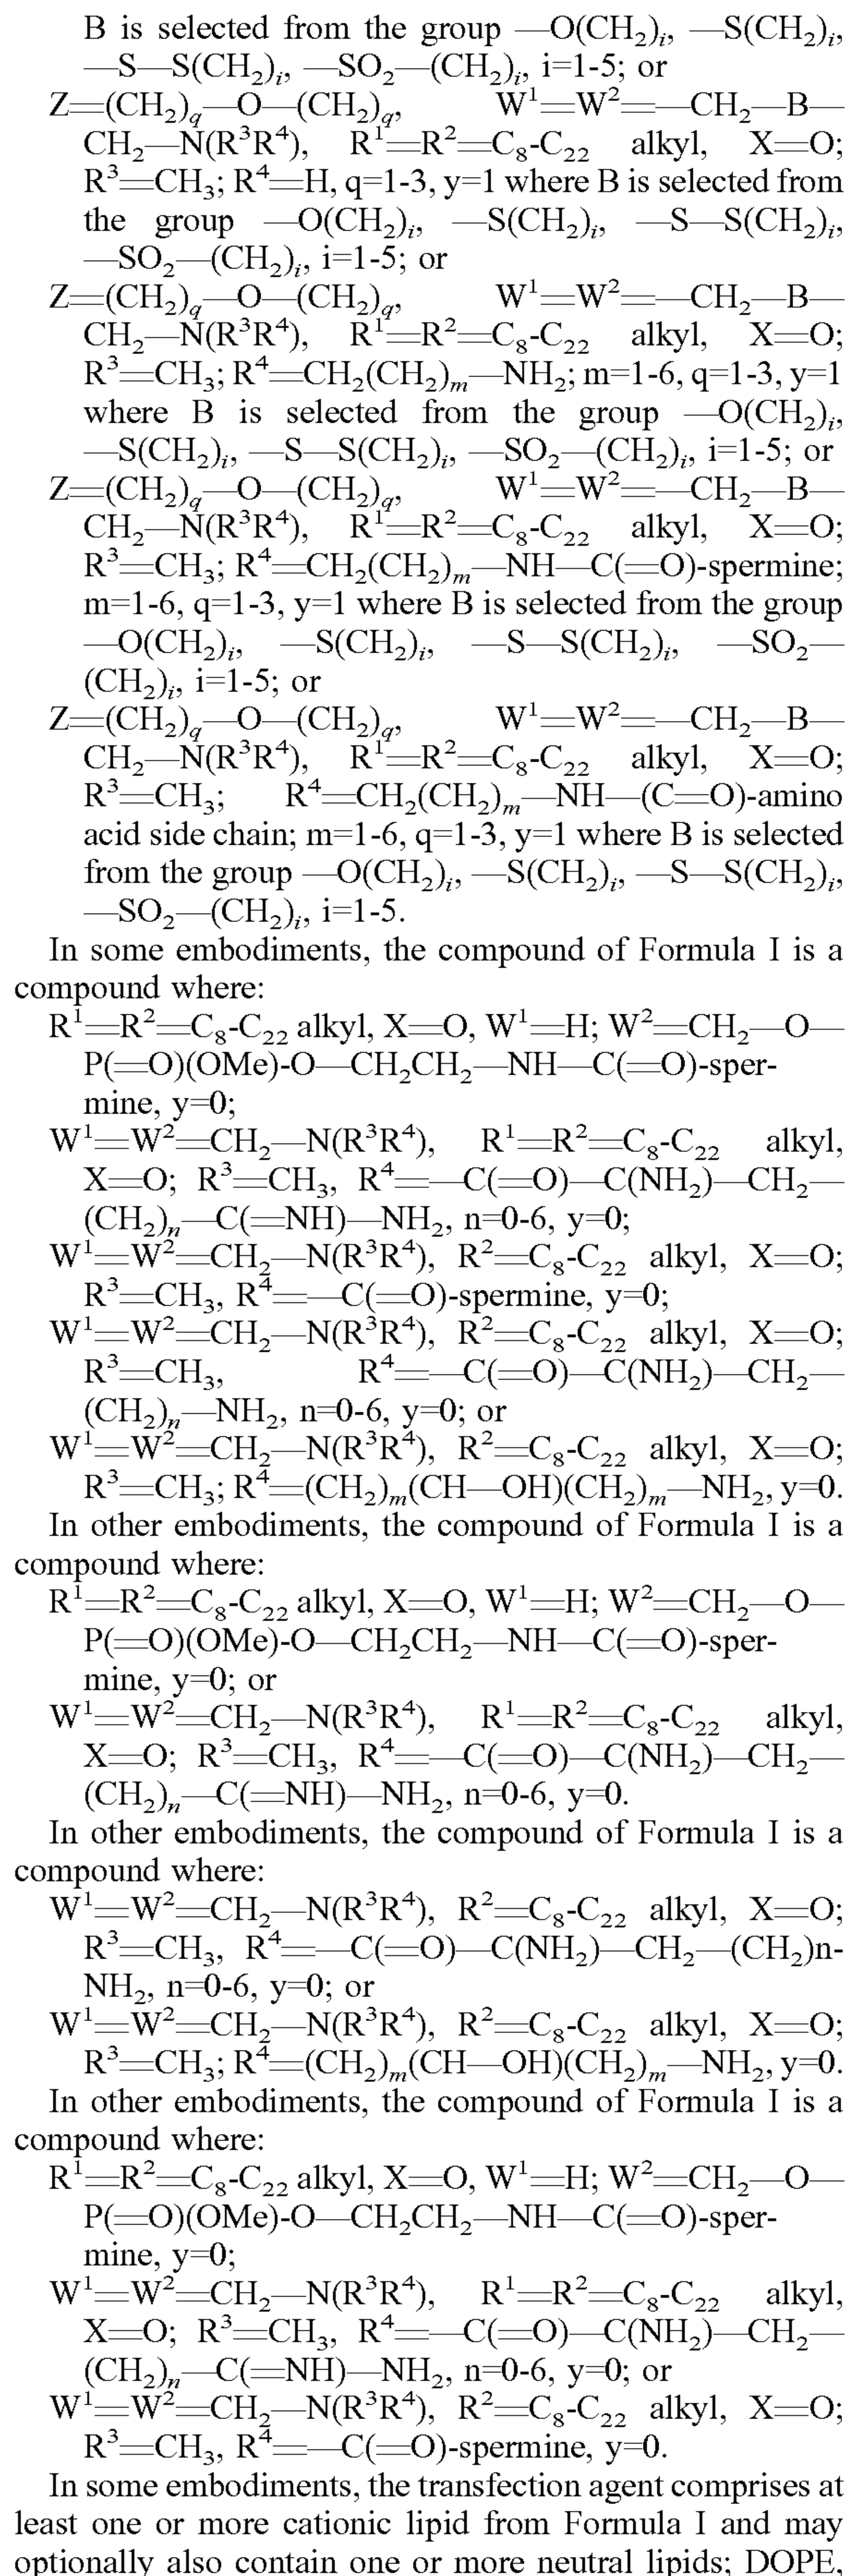 B is selected from the group —O(CH₂)ᵢ, —S(CH₂)ᵢ,
—S—S(CH₂)ᵢ, —SO₂—(CH₂)ᵢ, i=1-5; or
Z=(CH₂)_q—O—(CH₂)_q, W¹=W²=—CH₂—B—
CH₂—N(R³R⁴), R¹=R²=C₈-C₂₂ alkyl, X=O;
R³=CH₃; R⁴=H, q=1-3, y=1 where B is selected from
the group —O(CH₂)ᵢ, —S(CH₂)ᵢ, —S—S(CH₂)ᵢ,
—SO₂—(CH₂)ᵢ, i=1-5; or
Z=(CH₂)_q—O—(CH₂)_q, W¹=W²=—CH₂—B—
CH₂—N(R³R⁴), R¹=R²=C₈-C₂₂ alkyl, X=O;
R³=CH₃; R⁴=CH₂(CH₂)ₘ—NH₂; m=1-6, q=1-3, y=1
where B is selected from the group —O(CH₂)ᵢ,
—S(CH₂)ᵢ, —S—S(CH₂)ᵢ, —SO₂—(CH₂)ᵢ, i=1-5; or
Z=(CH₂)_q—O—(CH₂)_q, W¹=W²=—CH₂—B—
CH₂—N(R³R⁴), R¹=R²=C₈-C₂₂ alkyl, X=O;
R³=CH₃; R⁴=CH₂(CH₂)ₘ—NH—C(=O)-spermine;
m=1-6, q=1-3, y=1 where B is selected from the group
—O(CH₂)ᵢ, —S(CH₂)ᵢ, —S—S(CH₂)ᵢ, —SO₂—
(CH₂)ᵢ, i=1-5; or
Z=(CH₂)_q—O—(CH₂)_q, W¹=W²=—CH₂—B—
CH₂—N(R³R⁴), R¹=R²=C₈-C₂₂ alkyl, X=O;
R³=CH₃; R⁴=CH₂(CH₂)ₘ—NH—(C=O)-amino
acid side chain; m=1-6, q=1-3, y=1 where B is selected
from the group —O(CH₂)ᵢ, —S(CH₂)ᵢ, —S—S(CH₂)ᵢ,
—SO₂—(CH₂)ᵢ, i=1-5.
In some embodiments, the compound of Formula I is a
compound where:
R¹=R²=C₈-C₂₂ alkyl, X=O, W¹=H; W²=CH₂—O—
P(=O)(OMe)-O—CH₂CH₂—NH—C(=O)-sper-
mine, y=0;
W¹=W²=CH₂—N(R³R⁴), R¹=R²=C₈-C₂₂ alkyl,
X=O; R³=CH₃, R⁴=—C(=O)—C(NH₂)—CH₂—
(CH₂)ₙ—C(=NH)—NH₂, n=0-6, y=0;
W¹=W²=CH₂—N(R³R⁴), R²=C₈-C₂₂ alkyl, X=O;
R³=CH₃, R⁴=—C(=O)-spermine, y=0;
W¹=W²=CH₂—N(R³R⁴), R²=C₈-C₂₂ alkyl, X=O;
R³=CH₃, R⁴=—C(=O)—C(NH₂)—CH₂—
(CH₂)ₙ—NH₂, n=0-6, y=0; or
W¹=W²=CH₂—N(R³R⁴), R²=C₈-C₂₂ alkyl, X=O;
R³=CH₃; R⁴=(CH₂)ₘ(CH—OH)(CH₂)ₘ—NH₂, y=0.
In other embodiments, the compound of Formula I is a
compound where:
R¹=R²=C₈-C₂₂ alkyl, X=O, W¹=H; W²=CH₂—O—
P(=O)(OMe)-O—CH₂CH₂—NH—C(=O)-sper-
mine, y=0; or
W¹=W²=CH₂—N(R³R⁴), R¹=R²=C₈-C₂₂ alkyl,
X=O; R³=CH₃, R⁴=—C(=O)—C(NH₂)—CH₂—
(CH₂)ₙ—C(=NH)—NH₂, n=0-6, y=0.
In other embodiments, the compound of Formula I is a
compound where:
W¹=W²=CH₂—N(R³R⁴), R²=C₈-C₂₂ alkyl, X=O;
R³=CH₃, R⁴=—C(=O)—C(NH₂)—CH₂—(CH₂)n-
NH₂, n=0-6, y=0; or
W¹=W²=CH₂—N(R³R⁴), R²=C₈-C₂₂ alkyl, X=O;
R³=CH₃; R⁴=(CH₂)ₘ(CH—OH)(CH₂)ₘ—NH₂, y=0.
In other embodiments, the compound of Formula I is a
compound where:
R¹=R²=C₈-C₂₂ alkyl, X=O, W¹=H; W²=CH₂—O—
P(=O)(OMe)-O—CH₂CH₂—NH—C(=O)-sper-
mine, y=0;
W¹=W²=CH₂—N(R³R⁴), R¹=R²=C₈-C₂₂ alkyl,
X=O; R³=CH₃, R⁴=—C(=O)—C(NH₂)—CH₂—
(CH₂)ₙ—C(=NH)—NH₂, n=0-6, y=0; or
W¹=W²=CH₂—N(R³R⁴), R²=C₈-C₂₂ alkyl, X=O;
R³=CH₃, R⁴=—C(=O)-spermine, y=0.
In some embodiments, the transfection agent comprises at
least one or more cationic lipid from Formula I and may
optionally also contain one or more neutral lipids; DOPE,